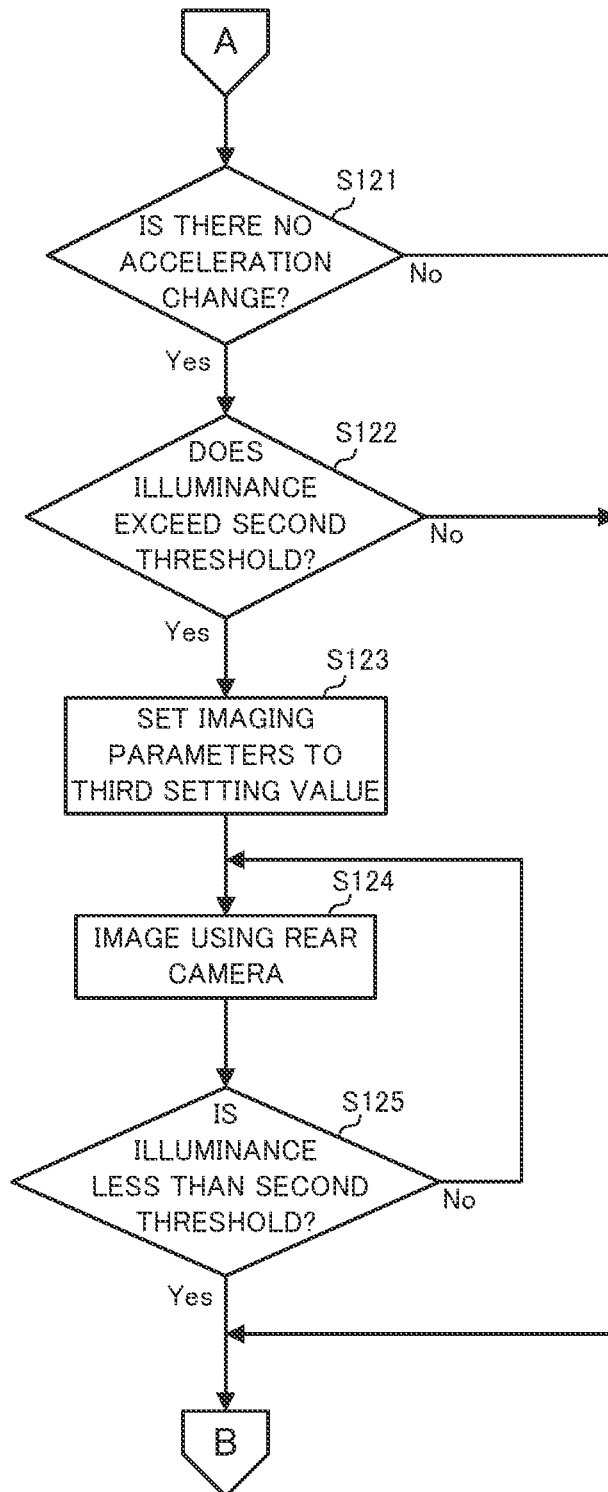 A
S121
IS THERE NO
ACCELERATION
CHANGE?
No
Yes
S122
DOES
ILLUMINANCE
EXCEED SECOND
THRESHOLD?
No
Yes
S123
SET IMAGING
PARAMETERS TO
THIRD SETTING VALUE
S124
IMAGE USING REAR
CAMERA
S125
IS
ILLUMINANCE
LESS THAN SECOND
THRESHOLD?
No
Yes
B